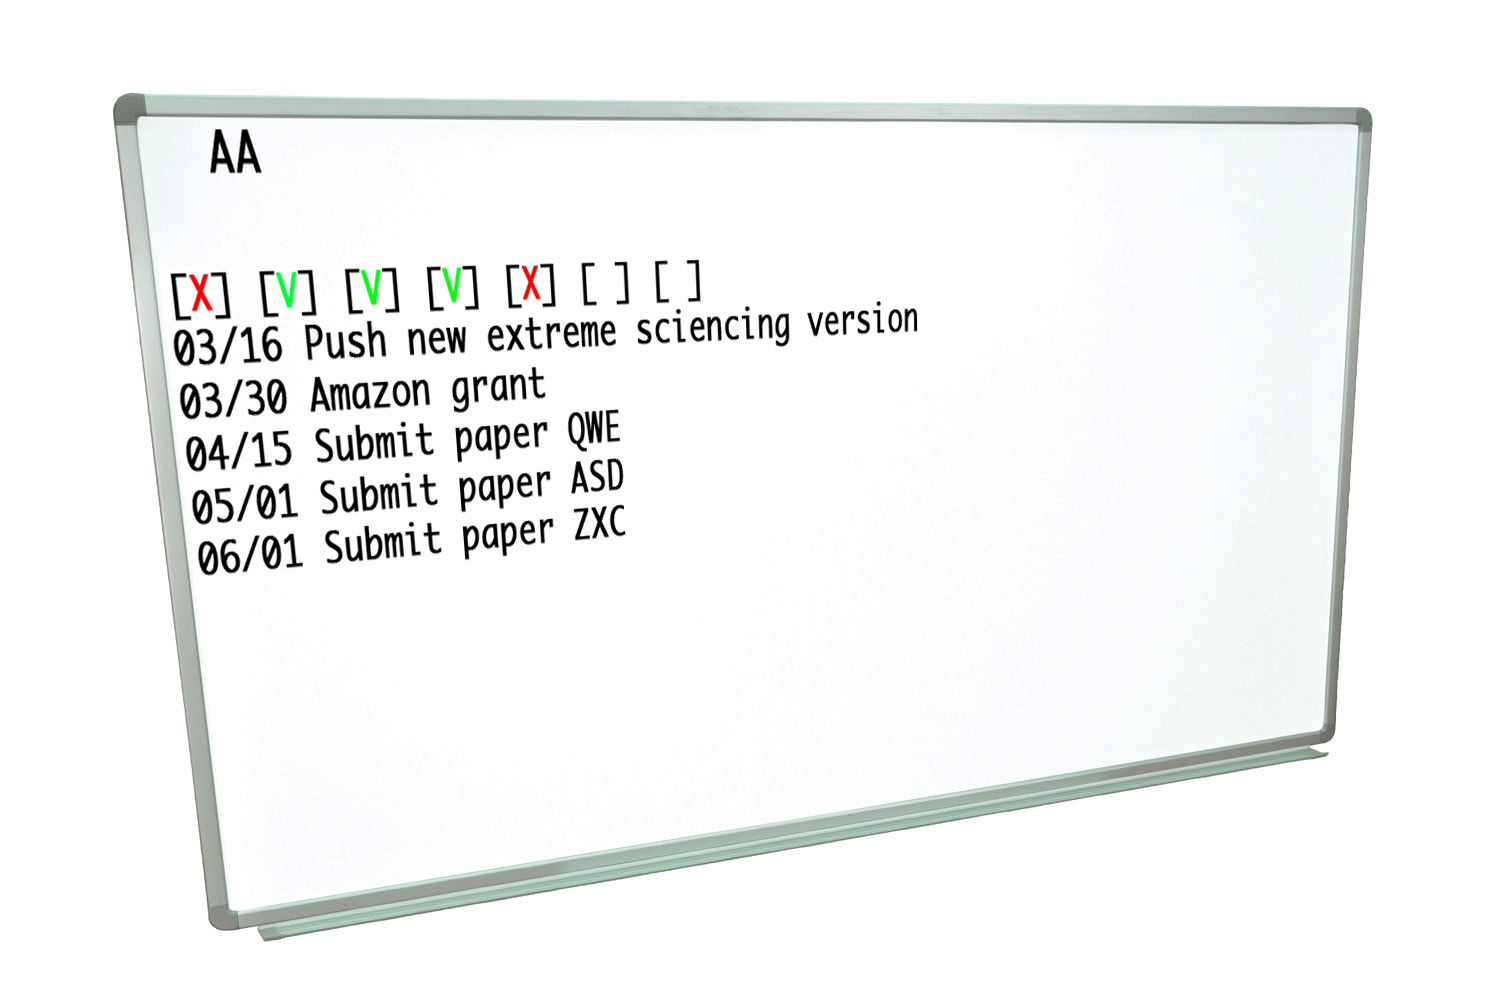 AA
[X] [V] [V] [V] [X] [ ] [ ]
03/16 Push new extreme sciencing version
03/30 Amazon grant
04/15 Submit paper QWE
05/01 Submit paper ASD
06/01 Submit paper ZXC